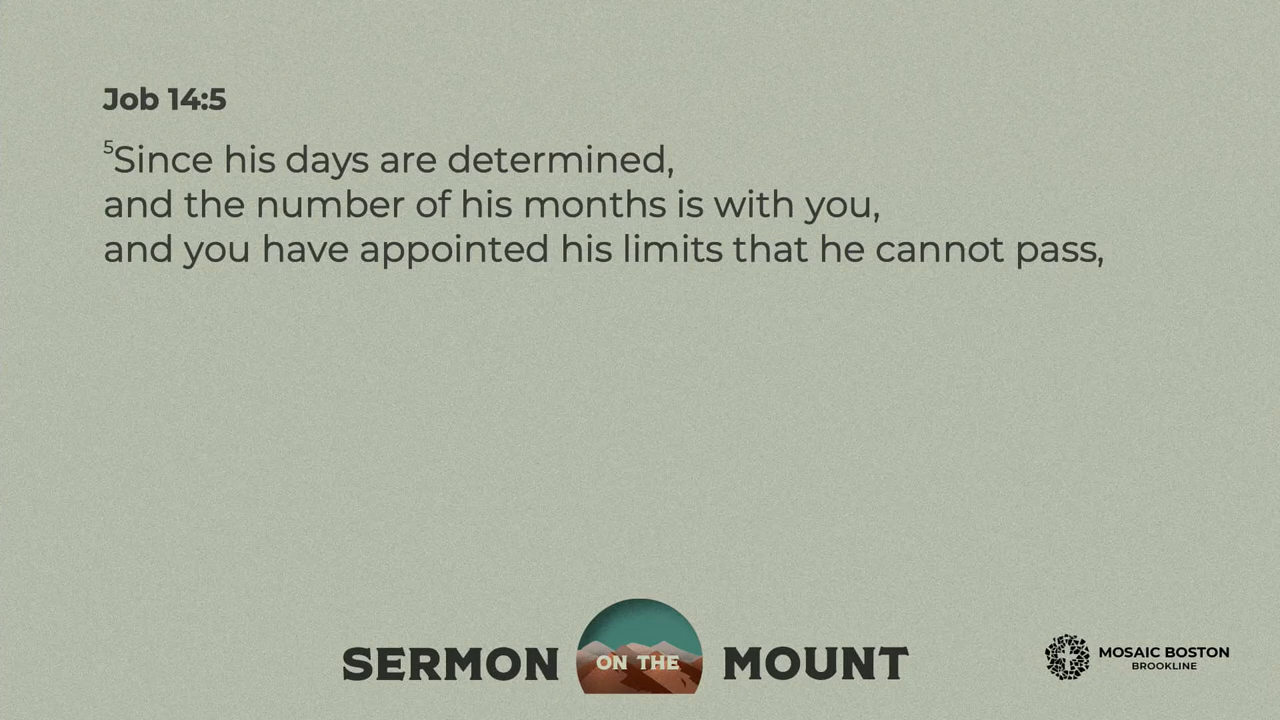 Job 14:5
5Since his days are determined,
and the number of his months is with you,
and you have appointed his limits that he cannot pass,
SERMON ON THE MOUNT
MOSAIC BOSTON
BROOKLINE